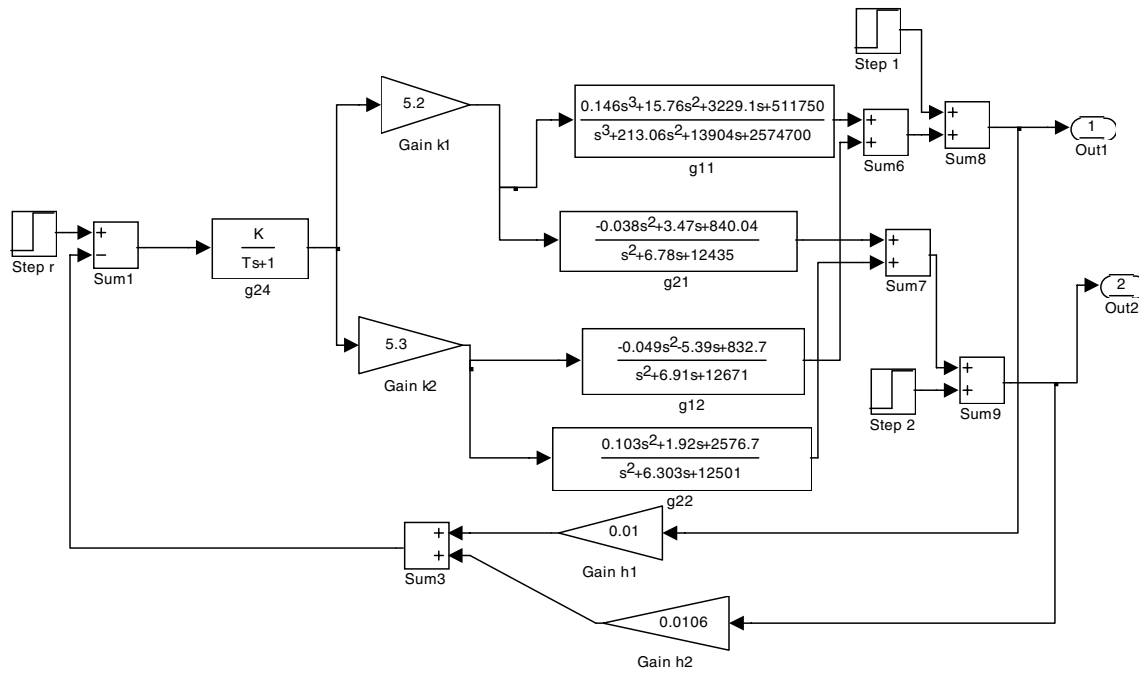 Step 1
5.2
Gain k1
0.146s3+15.76s2+3229.1s+511750
s3+213.06s2+13904s+2574700
g11
+
+
Sum6
+
+
Sum8
1
Out1
Step r
+
−
Sum1
K
Ts+1
g24
-0.038s2+3.47s+840.04
s2+6.78s+12435
g21
+
+
Sum7
2
Out2
5.3
Gain k2
-0.049s2-5.39s+832.7
s2+6.91s+12671
g12
Step 2
+
+
Sum9
0.103s2+1.92s+2576.7
s2+6.303s+12501
g22
+
+
Sum3
0.01
Gain h1
0.0106
Gain h2